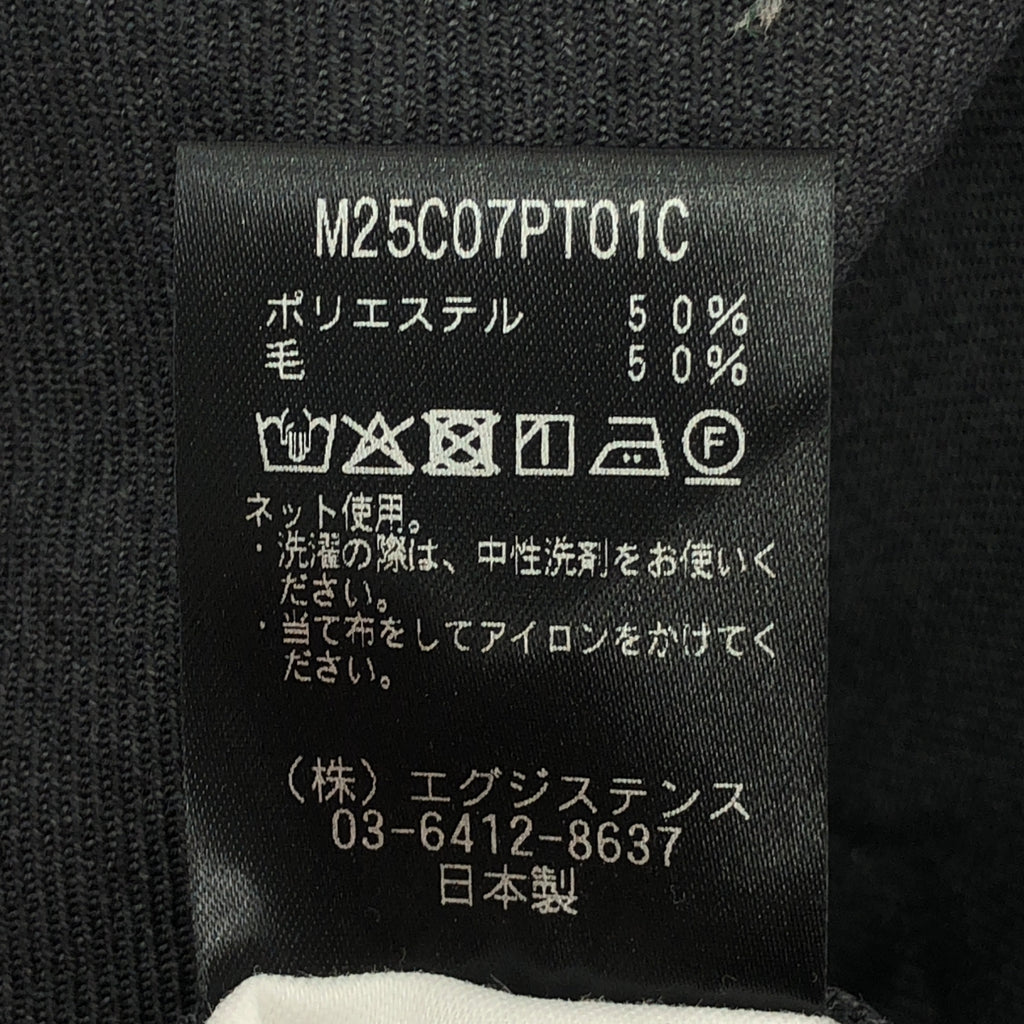 M25C07PT01C
ポリエステル 50%
毛 50%
F
ネット使用。
・洗濯の際は、中性洗剤をお使いく
ださい。
・当て布をしてアイロンをかけてく
ださい。
（株）エグジステンス
03-6412-8637
日本製